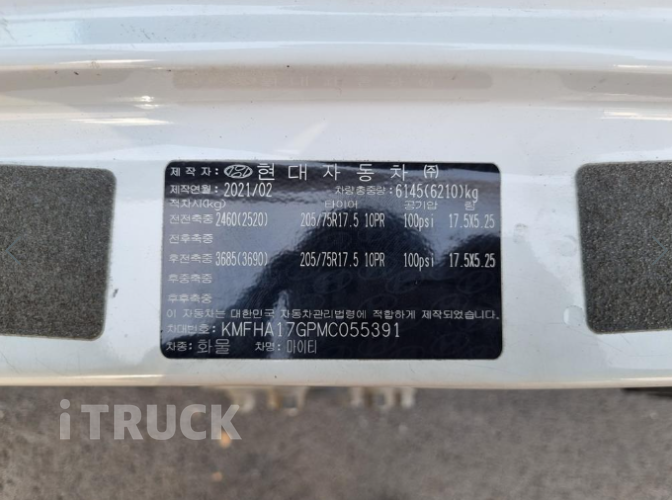 제작자: 현대자동차㈜
제작연월: 2021/02 차량총중량: 6145(6210)kg
적차시(kg) 타이어 공기압 림
전전축중 2460(2520) 205/75R17.5 10PR 100psi 17.5X5.25
전후축중
후전축중 3685(3690) 205/75R17.5 10PR 100psi 17.5X5.25
후중축중
후후축중
이 자동차는 대한민국 자동차관리법령에 적합하게 제작되었습니다.
차대번호: KMFHA17GPMC055391
차종: 화물 차명: 마이티
iTRUCK